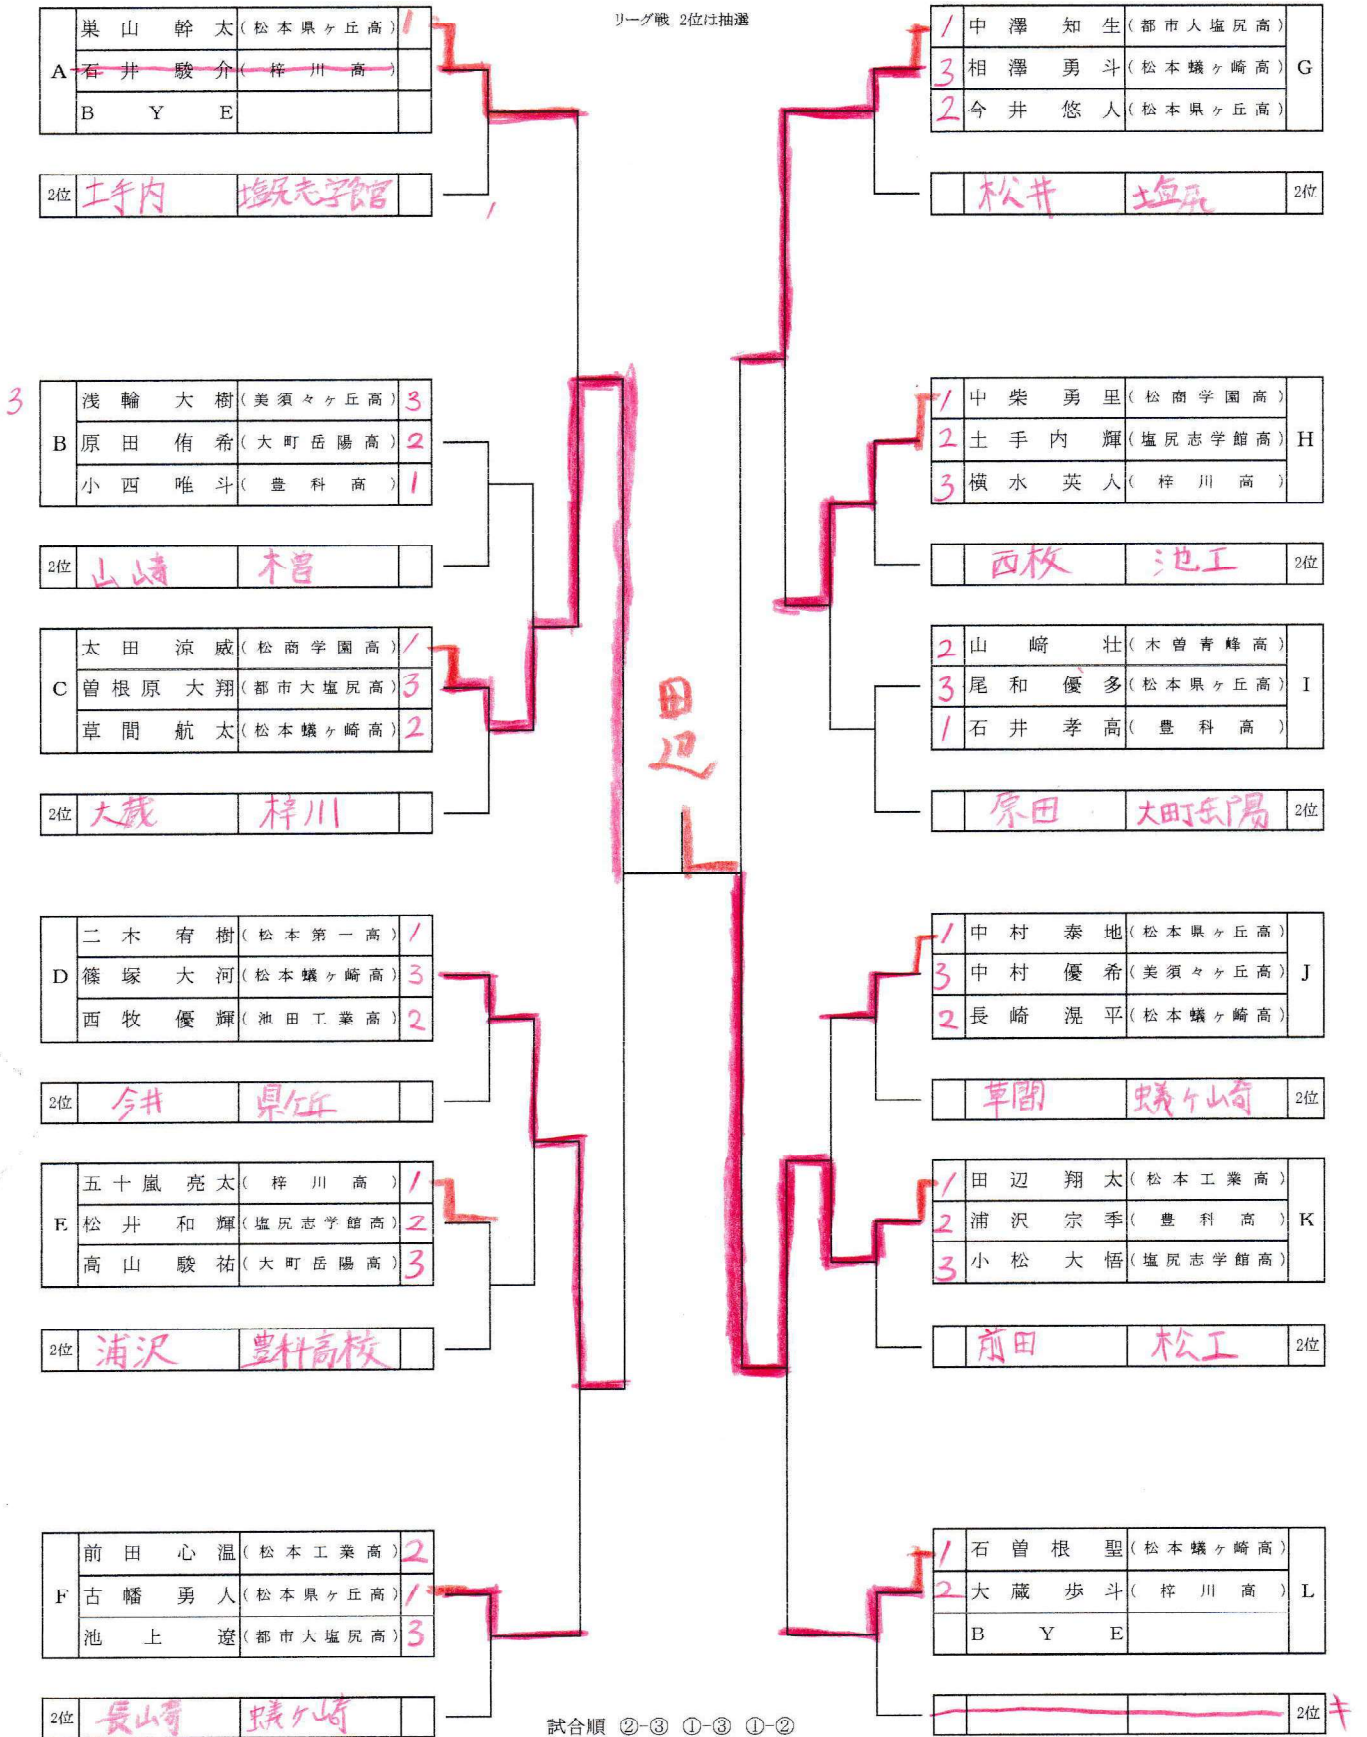 リーグ戦 2位は抽選
A
巣山 幹太 (松本県ヶ丘高) 1
石井 駿介 (梓川高)
BYE
2位 土手内 塩尻志学館
1
3
B
浅輪 大樹 (美須々ヶ丘高) 3
原田 侑希 (大町岳陽高) 2
小西 唯斗 (豊科高) 1
2位 山崎 木曽
C
太田 涼威 (松商学園高) 1
曽根原 大翔 (都市大塩尻高) 3
草間 航太 (松本蟻ヶ崎高) 2
2位 大蔵 梓川
D
二木 宥樹 (松本第一高) 1
篠塚 大河 (松本蟻ヶ崎高) 3
西牧 優輝 (池田工業高) 2
2位 今井 県ケ丘
E
五十嵐 亮太 (梓川高) 1
松井 和輝 (塩尻志学館高) 2
高山 駿祐 (大町岳陽高) 3
2位 浦沢 豊科高校
F
前田 心温 (松本工業高) 2
古幡 勇人 (松本県ヶ丘高) 1
池上 遼 (都市大塩尻高) 3
2位 長崎 蟻ヶ崎
田辺
G
1 中澤 知生 (都市大塩尻高)
3 相澤 勇斗 (松本蟻ヶ崎高)
2 今井 悠人 (松本県ヶ丘高)
松井 塩尻 2位
H
1 中柴 勇里 (松商学園高)
2 土手内 輝 (塩尻志学館高)
3 横水 英人 (梓川高)
西枚 池工 2位
I
2 山﨑 壮 (木曽青峰高)
3 尾和 優多 (松本県ヶ丘高)
1 石井 孝高 (豊科高)
原田 大町岳陽 2位
J
1 中村 泰地 (松本県ヶ丘高)
3 中村 優希 (美須々ヶ丘高)
2 長崎 滉平 (松本蟻ヶ崎高)
草間 蟻ヶ崎 2位
K
1 田辺 翔太 (松本工業高)
2 浦沢 宗季 (豊科高)
3 小松 大悟 (塩尻志学館高)
前田 松工 2位
L
1 石曽根 聖 (松本蟻ヶ崎高)
2 大蔵 歩斗 (梓川高)
BYE
2位 キ
試合順 ②-③ ①-③ ①-②